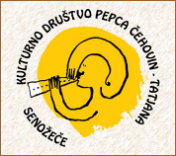 KULTURNO DRUŠTVO PEPCA ČEHOVIN - TATJANA
SENOŽEČE